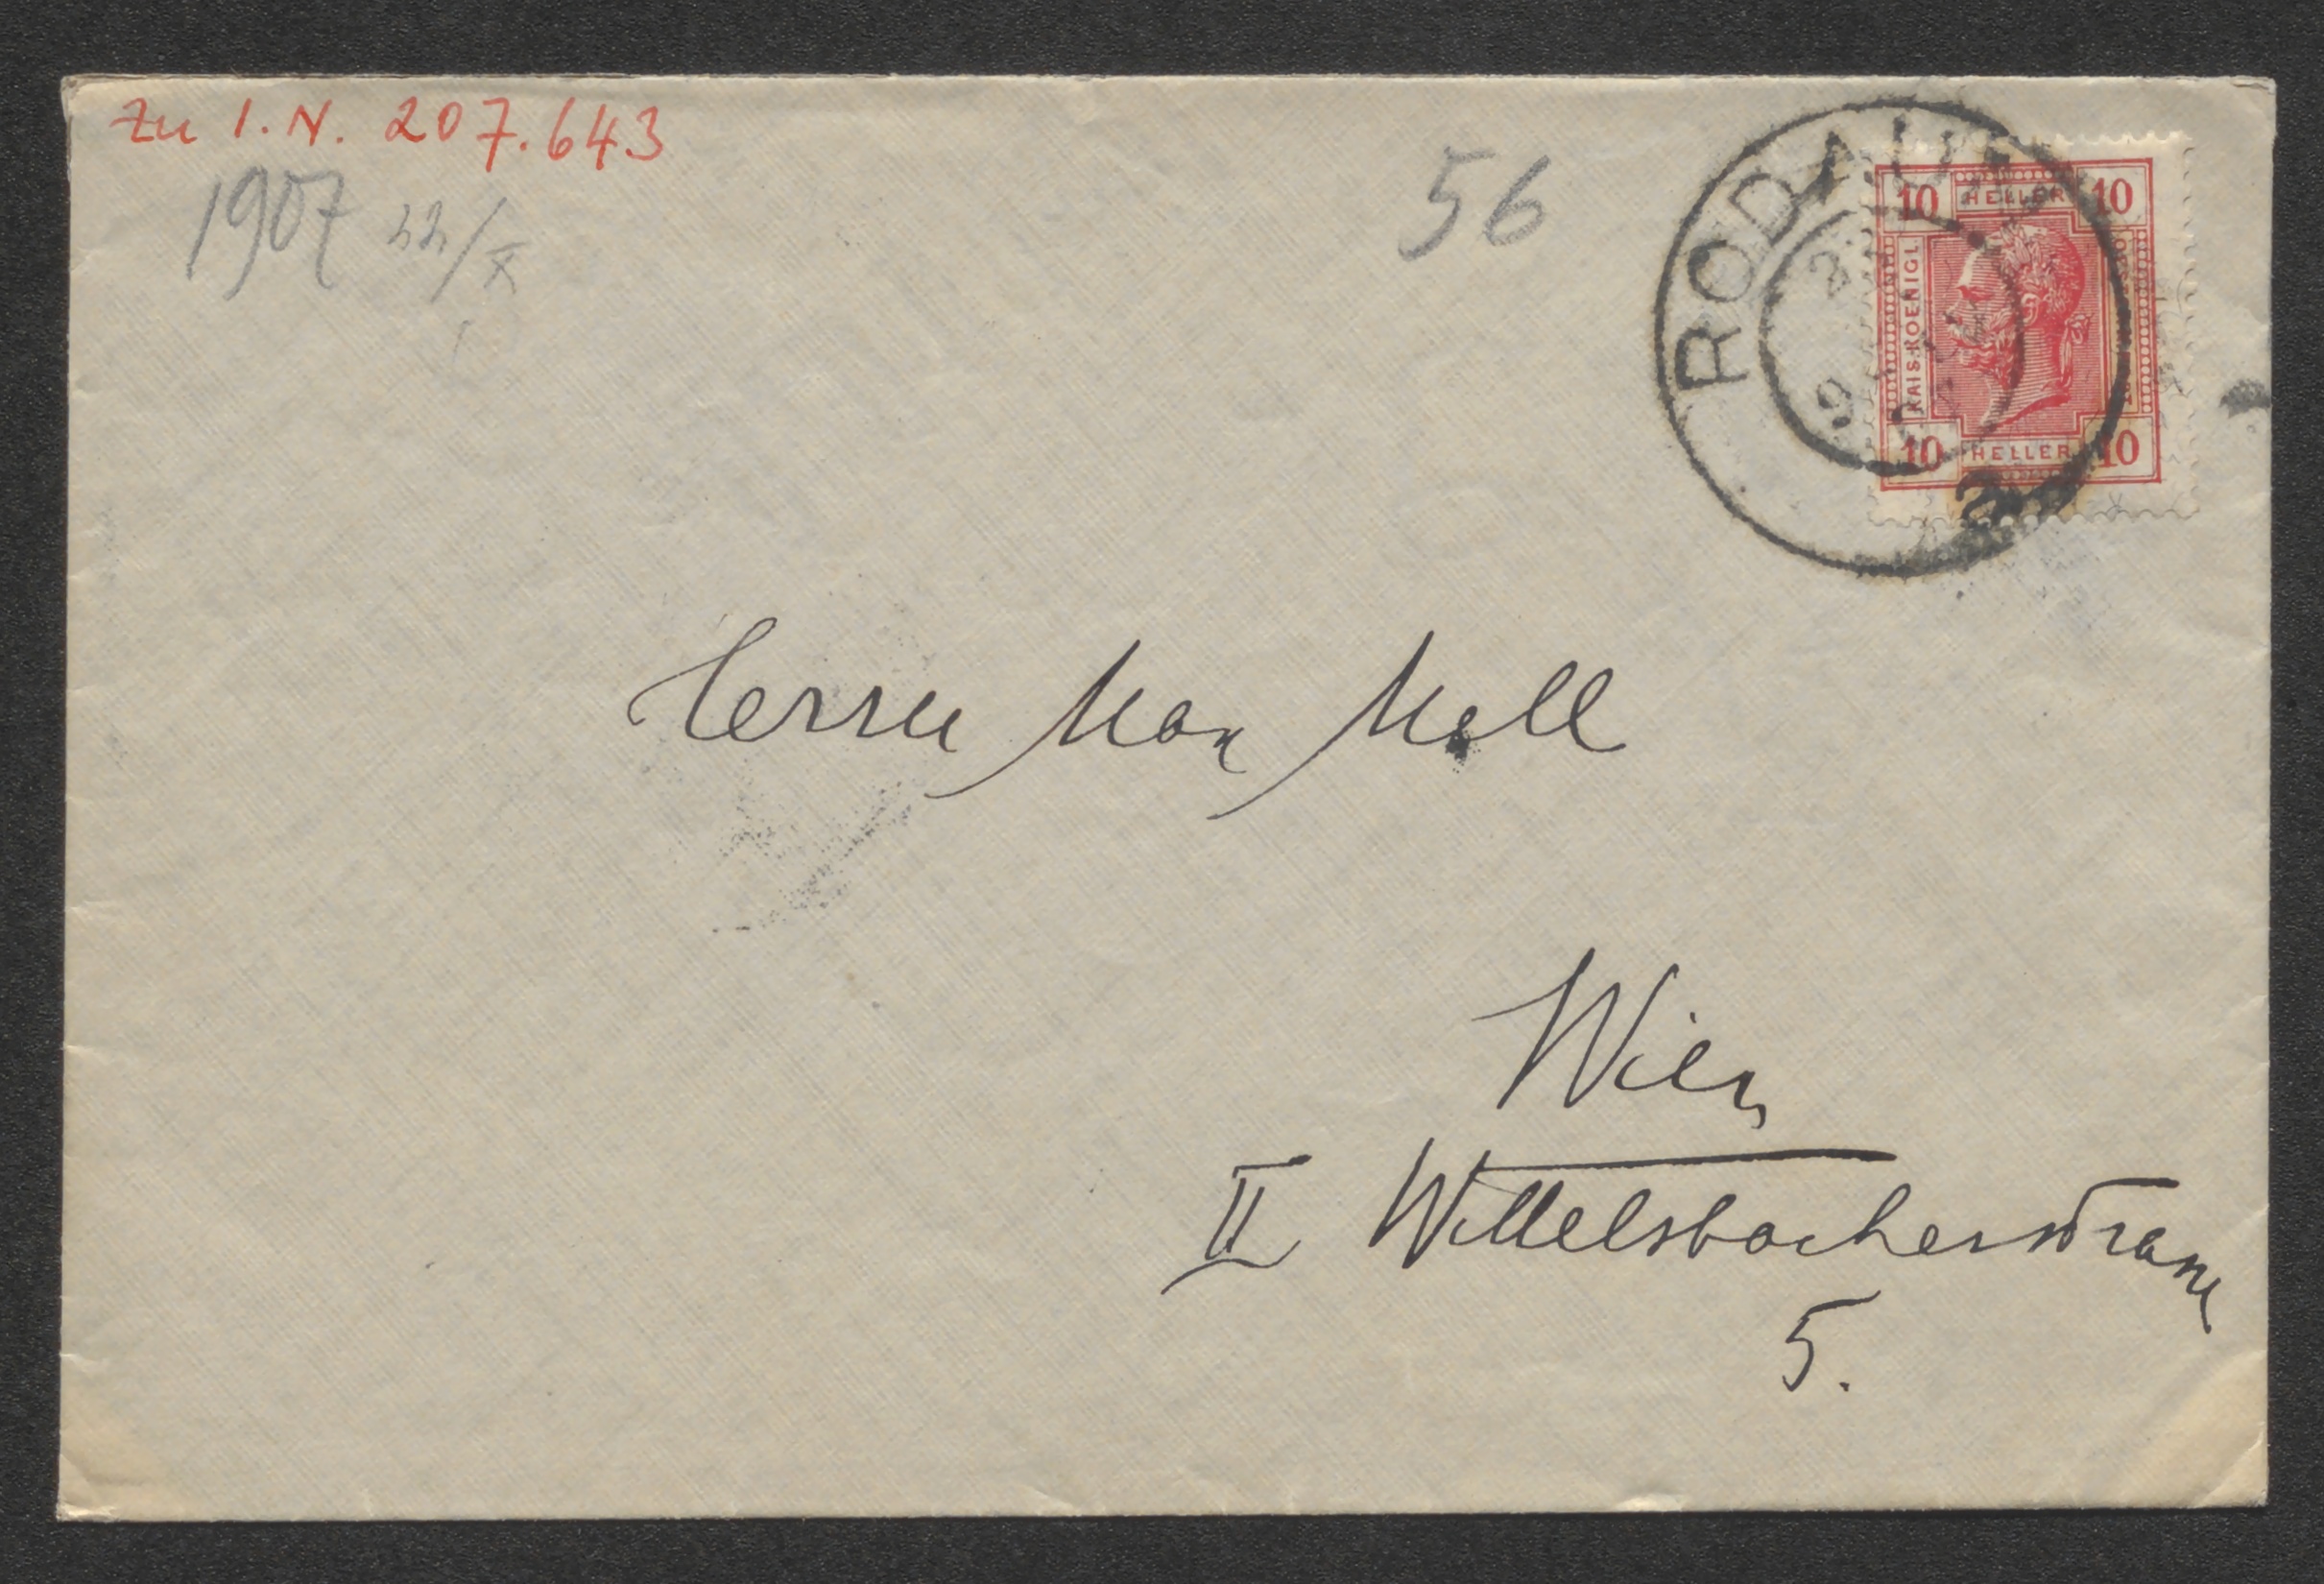 Zu I.N. 207.643
1907 22/X
56
RODAUN
10 HELLER 10
KAIS. KOENIGL.
10 HELLER 10
Herrn Max Mell
Wien
II Wittelsbacherstrasse
5.